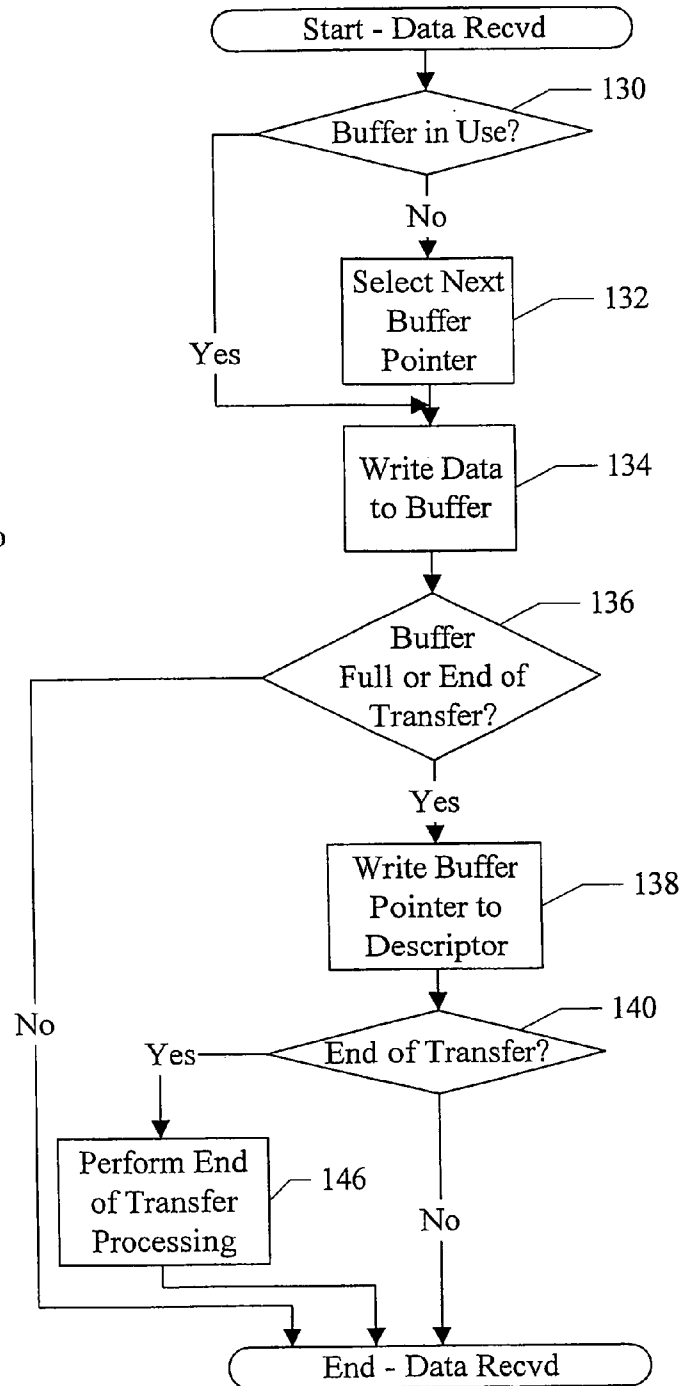 Start - Data Recvd
130
Buffer in Use?
No
Select Next
Buffer
Pointer
132
Yes
Write Data
to Buffer
134
136
Buffer
Full or End of
Transfer?
Yes
Write Buffer
Pointer to
Descriptor
138
No
140
Yes
End of Transfer?
Perform End
of Transfer
Processing
146
No
End - Data Recvd